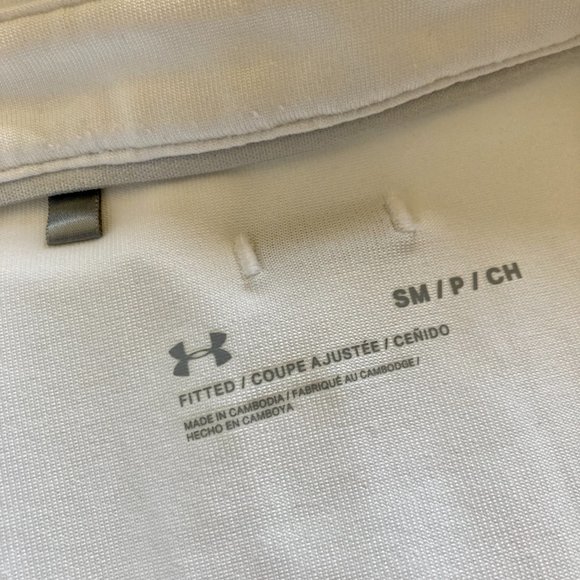 SM / P / CH
FITTED / COUPE AJUSTÉE / CEÑIDO
MADE IN CAMBODIA / FABRIQUÉ AU CAMBODGE /
HECHO EN CAMBOYA